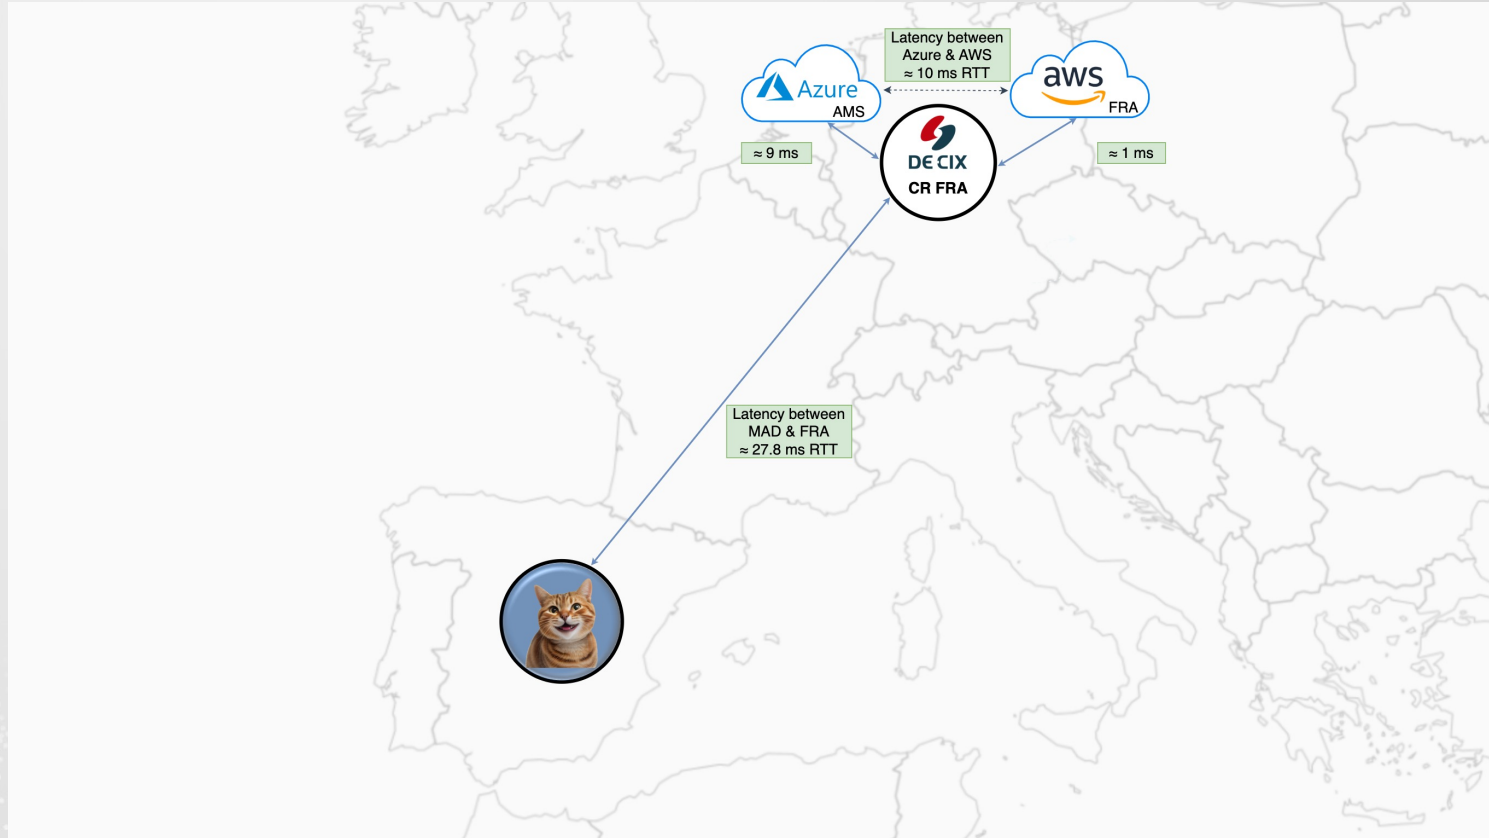 Latency between
Azure & AWS
≈ 10 ms RTT
Azure
AMS
aws
FRA
DE CIX
CR FRA
≈ 9 ms
≈ 1 ms
Latency between
MAD & FRA
≈ 27.8 ms RTT